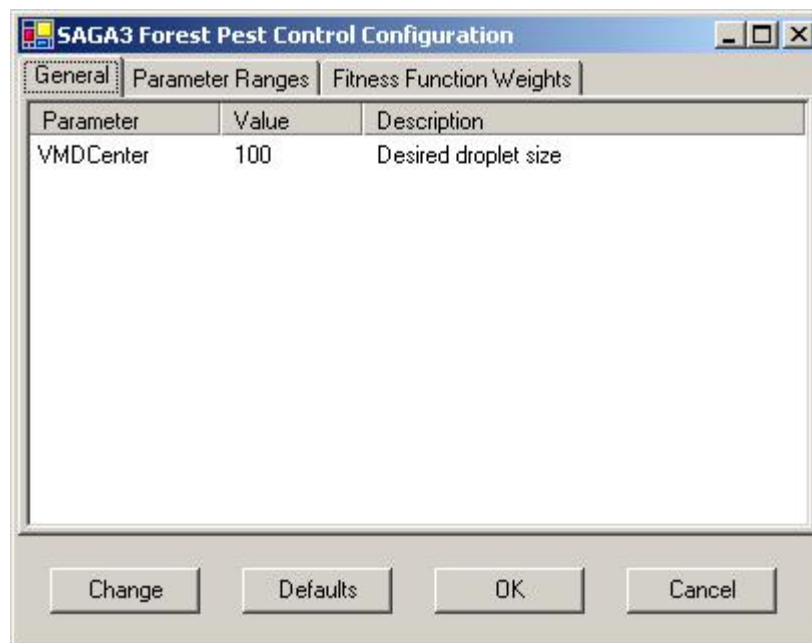 SAGA3 Forest Pest Control Configuration
General Parameter Ranges Fitness Function Weights
Parameter Value Description
VMDCenter 100 Desired droplet size
Change Defaults OK Cancel